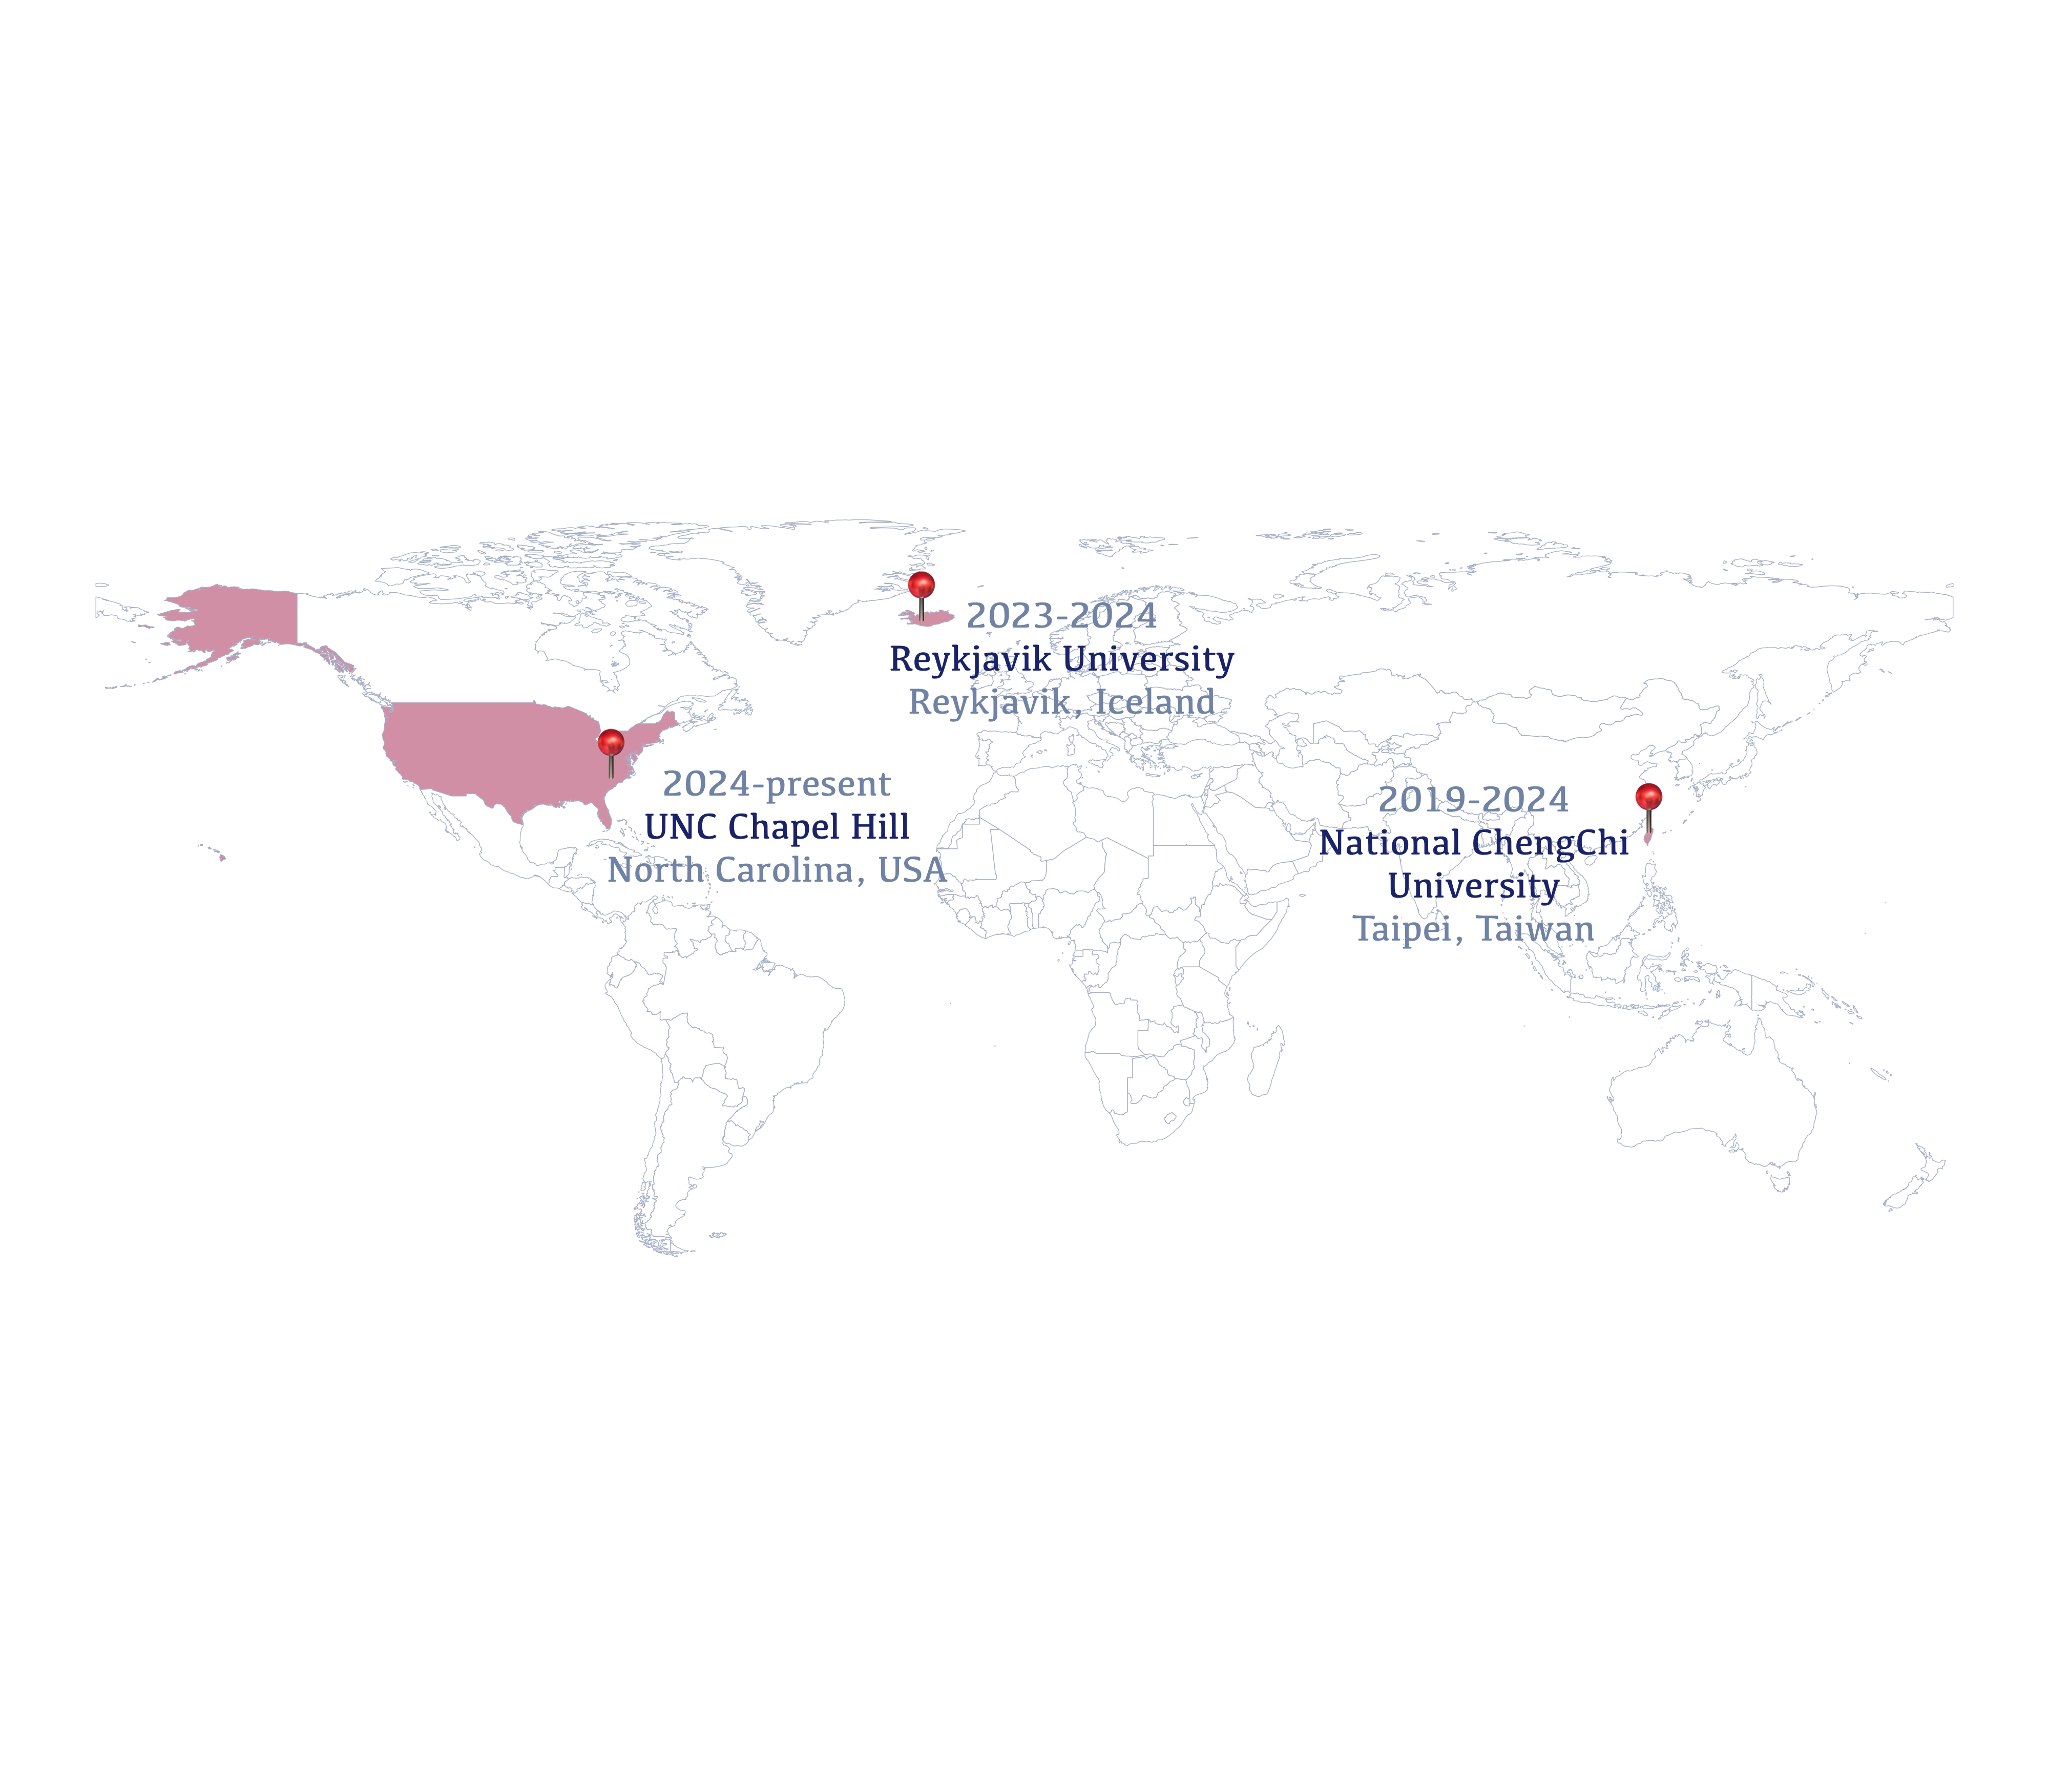 2023-2024
Reykjavik University
Reykjavik, Iceland
2024-present
UNC Chapel Hill
North Carolina, USA
2019-2024
National ChengChi
University
Taipei, Taiwan